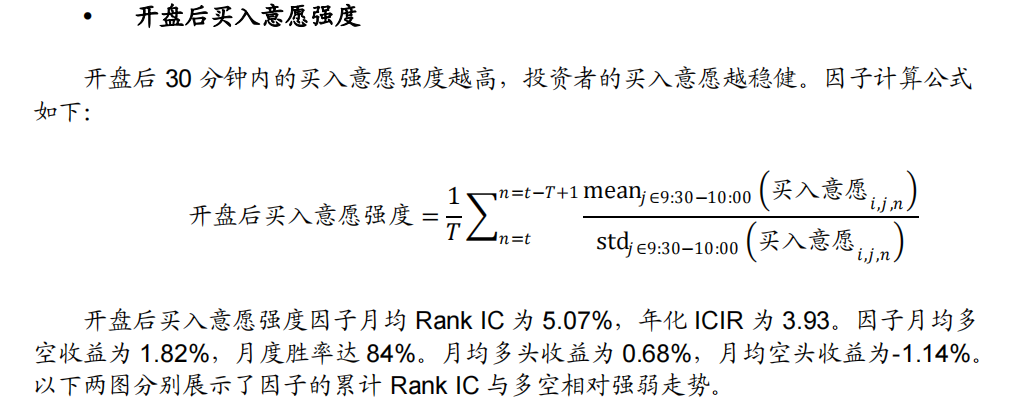 • 开盘后买入意愿强度
开盘后 30 分钟内的买入意愿强度越高，投资者的买入意愿越稳健。因子计算公式
如下：
开盘后买入意愿强度 = \frac{1}{T} \sum_{n=t}^{n=t-T+1} \frac{\text{mean}_{j∈9:30-10:00}(买入意愿_{i,j,n})}{\text{std}_{j∈9:30-10:00}(买入意愿_{i,j,n})}
开盘后买入意愿强度因子月均 Rank IC 为 5.07%，年化 ICIR 为 3.93。因子月均多
空收益为 1.82%，月度胜率达 84%。月均多头收益为 0.68%，月均空头收益为-1.14%。
以下两图分别展示了因子的累计 Rank IC 与多空相对强弱走势。